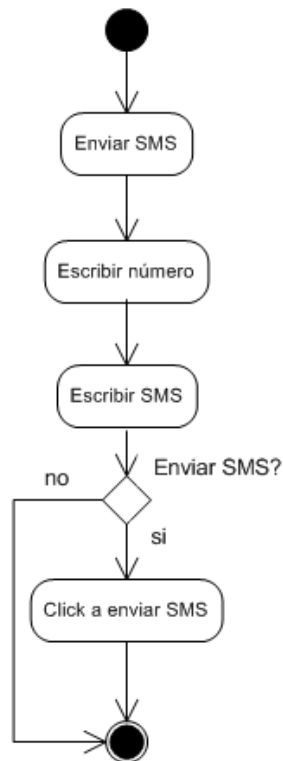 Enviar SMS
Escribir número
Escribir SMS
Enviar SMS?
no
si
Click a enviar SMS